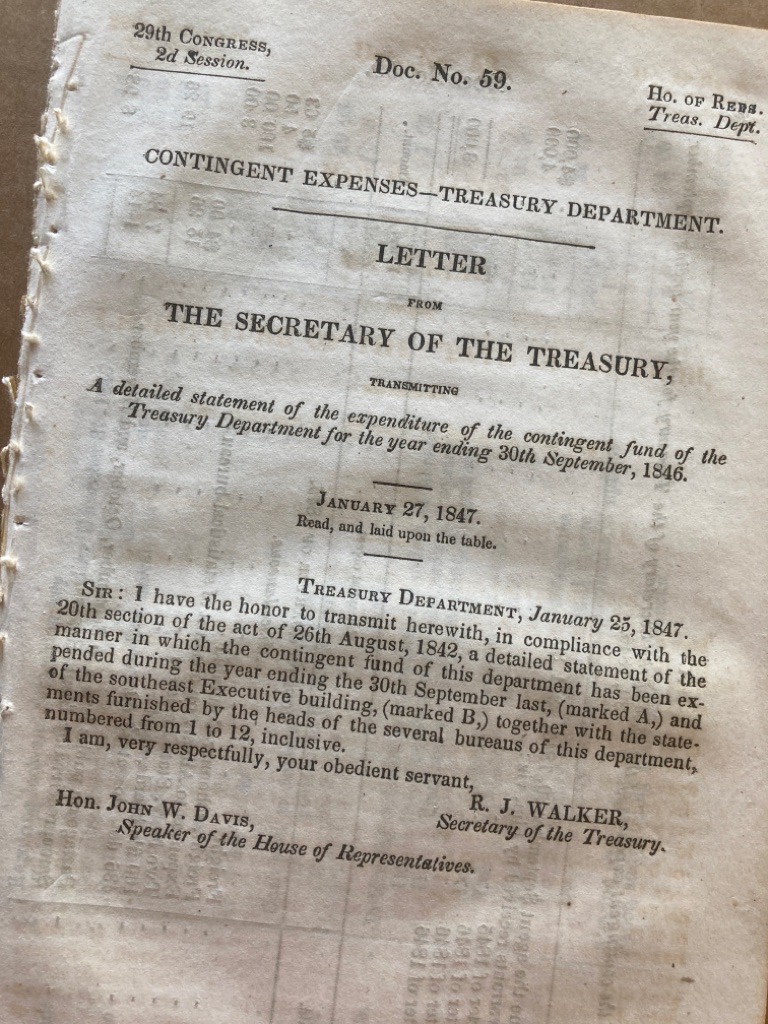 29th Congress,
2d Session.
Doc. No. 59.
Ho. of Reps.
Treas. Dept.
CONTINGENT EXPENSES—TREASURY DEPARTMENT.
LETTER
FROM
THE SECRETARY OF THE TREASURY,
TRANSMITTING
A detailed statement of the expenditure of the contingent fund of the
Treasury Department for the year ending 30th September, 1846.
January 27, 1847.
Read, and laid upon the table.
Treasury Department, January 25, 1847.
Sir: I have the honor to transmit herewith, in compliance with the
20th section of the act of 26th August, 1842, a detailed statement of the
manner in which the contingent fund of this department has been ex-
pended during the year ending the 30th September last, (marked A,) and
of the southeast Executive building, (marked B,) together with the state-
ments furnished by the heads of the several bureaus of this department,
numbered from 1 to 12, inclusive.
I am, very respectfully, your obedient servant,
R. J. WALKER,
Secretary of the Treasury.
Hon. John W. Davis,
Speaker of the House of Representatives.